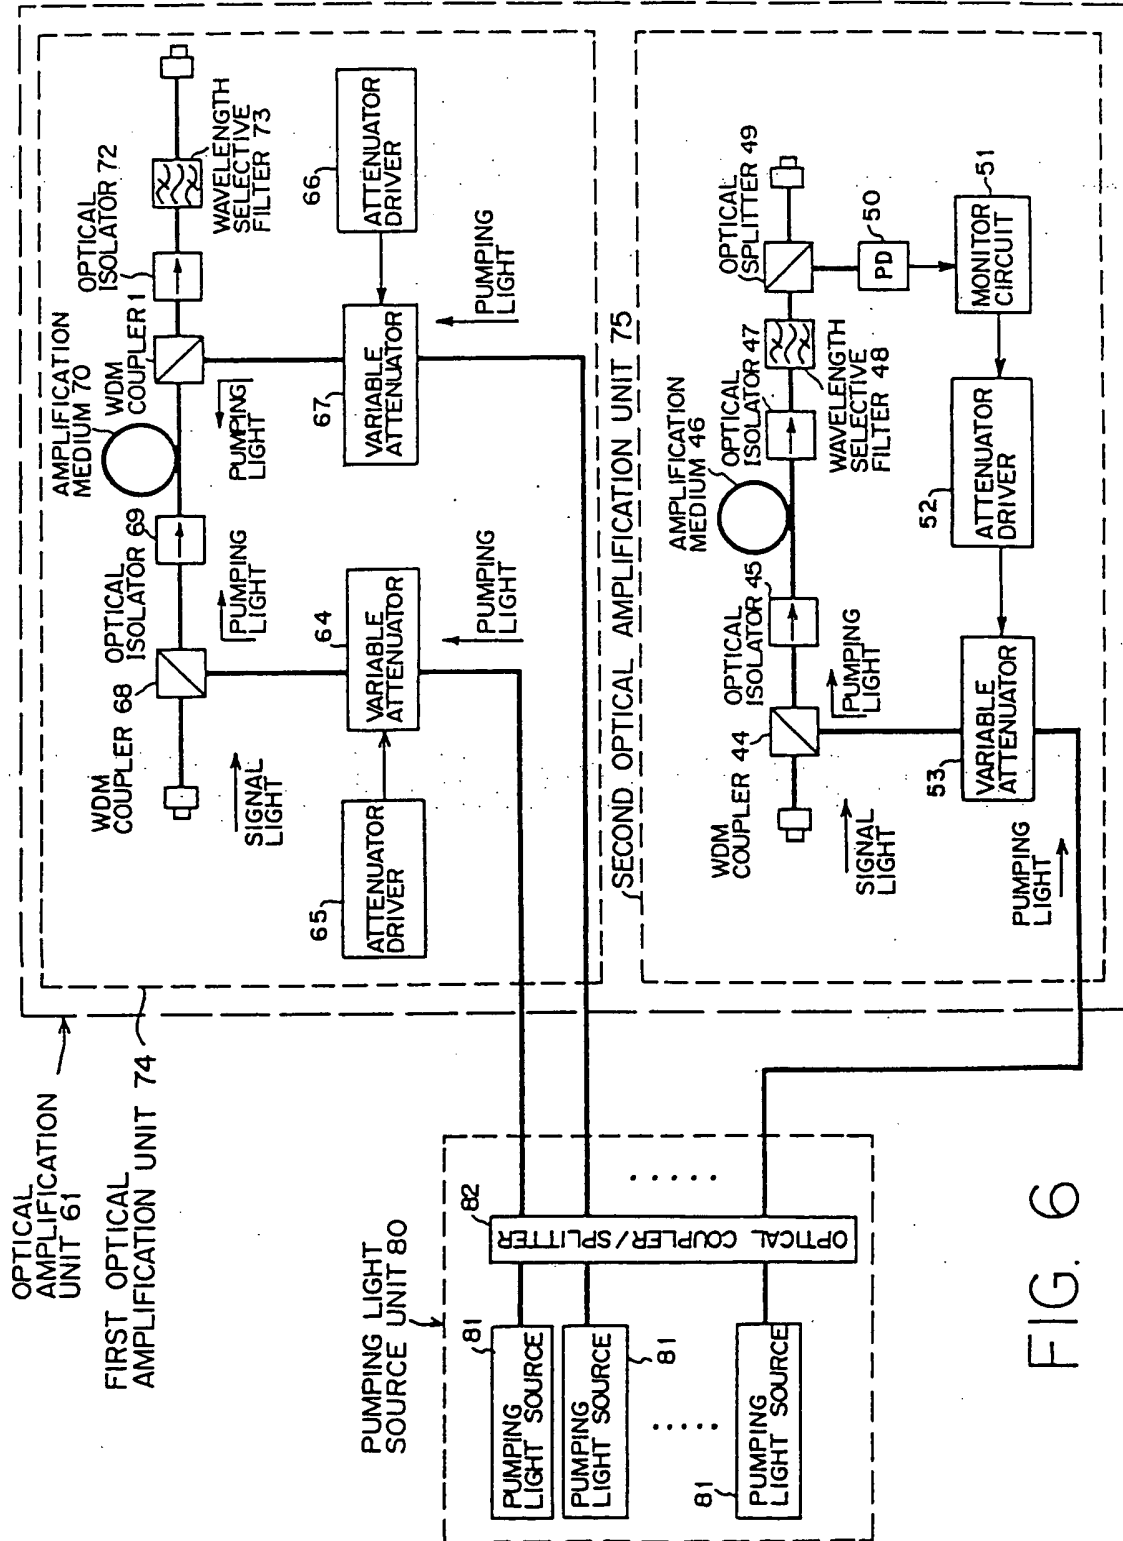 OPTICAL
AMPLIFICATION
UNIT 61
FIRST OPTICAL
AMPLIFICATION UNIT 74
WDM
COUPLER 68
OPTICAL
ISOLATOR 69
AMPLIFICATION
MEDIUM 70
WDM
COUPLER 1
OPTICAL
ISOLATOR 72
WAVELENGTH
SELECTIVE
FILTER 73
SIGNAL
LIGHT
PUMPING
LIGHT
PUMPING
LIGHT
65
ATTENUATOR
DRIVER
64
VARIABLE
ATTENUATOR
67
VARIABLE
ATTENUATOR
66
ATTENUATOR
DRIVER
PUMPING
LIGHT
PUMPING
LIGHT
SECOND OPTICAL AMPLIFICATION UNIT 75
WDM
COUPLER 44
OPTICAL
ISOLATOR 45
AMPLIFICATION
MEDIUM 46
OPTICAL
ISOLATOR 47
WAVELENGTH
SELECTIVE
FILTER 48
OPTICAL
SPLITTER 49
SIGNAL
LIGHT
PUMPING
LIGHT
PD
50
53
VARIABLE
ATTENUATOR
52
ATTENUATOR
DRIVER
MONITOR
CIRCUIT
51
PUMPING
LIGHT
PUMPING LIGHT
SOURCE UNIT 80
PUMPING
LIGHT SOURCE
81
PUMPING
LIGHT SOURCE
81
PUMPING
LIGHT SOURCE
81
82
OPTICAL COUPLER/SPLITTER
FIG. 6